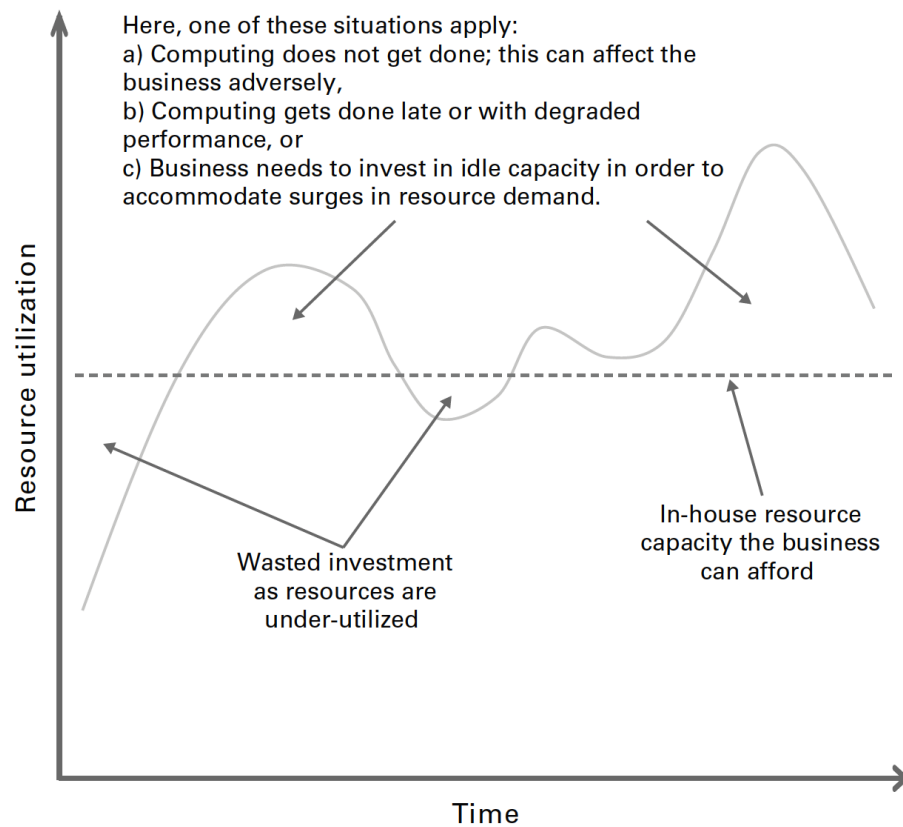 Here, one of these situations apply:
a) Computing does not get done; this can affect the
business adversely,
b) Computing gets done late or with degraded
performance, or
c) Business needs to invest in idle capacity in order to
accommodate surges in resource demand.
Resource utilization
In-house resource
capacity the business
can afford
Wasted investment
as resources are
under-utilized
Time